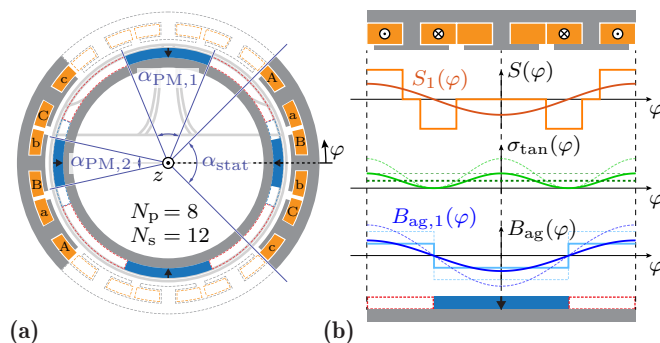 α_PM,1
c
A
C
a
b
B
α_PM,2
α_stat
φ
z
B
b
a
C
N_p = 8
N_s = 12
A
c
(a)
S_1(φ)
S(φ)
φ
σ_tan(φ)
φ
B_ag,1(φ)
B_ag(φ)
φ
(b)